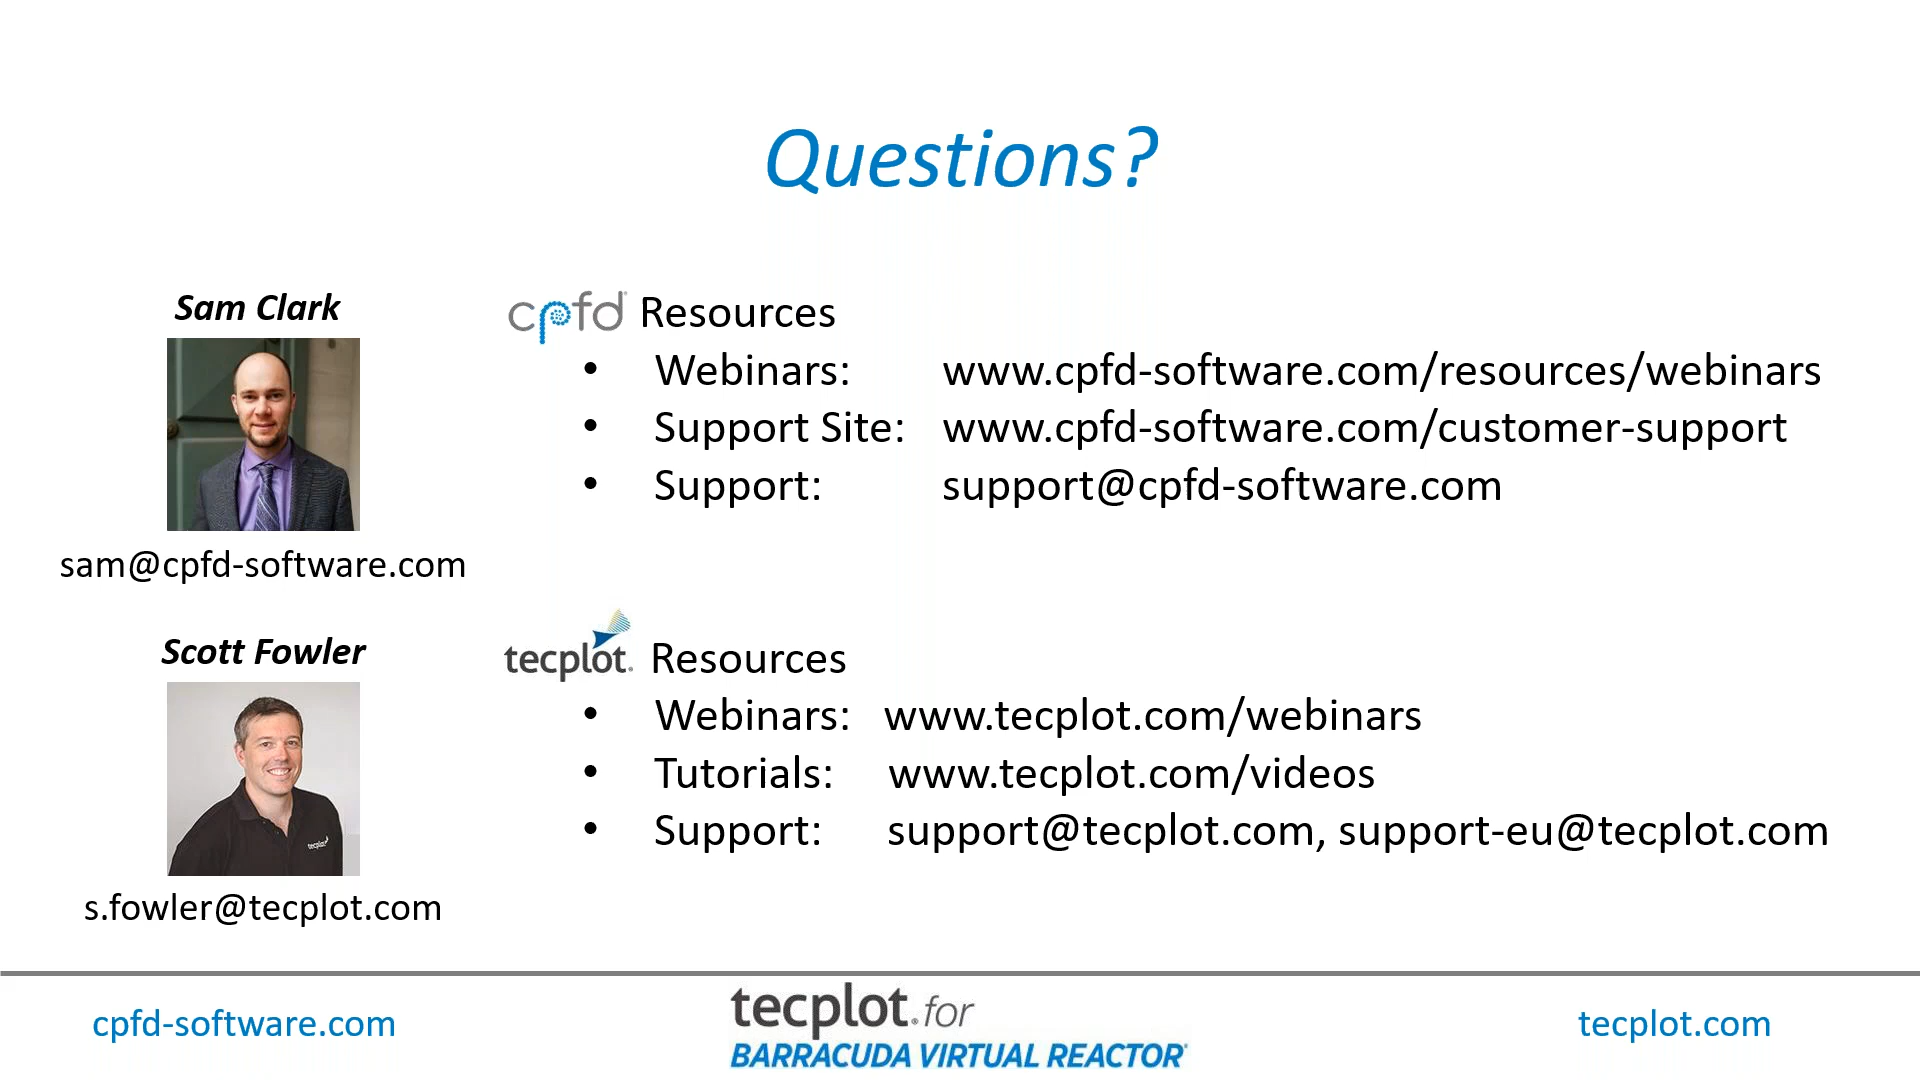 Questions?
Sam Clark
sam@cpfd-software.com
cpfd Resources
• Webinars: www.cpfd-software.com/resources/webinars
• Support Site: www.cpfd-software.com/customer-support
• Support: support@cpfd-software.com
Scott Fowler
tecplot
s.fowler@tecplot.com
tecplot. Resources
• Webinars: www.tecplot.com/webinars
• Tutorials: www.tecplot.com/videos
• Support: support@tecplot.com, support-eu@tecplot.com
cpfd-software.com
tecplot® for
BARRACUDA VIRTUAL REACTOR®
tecplot.com